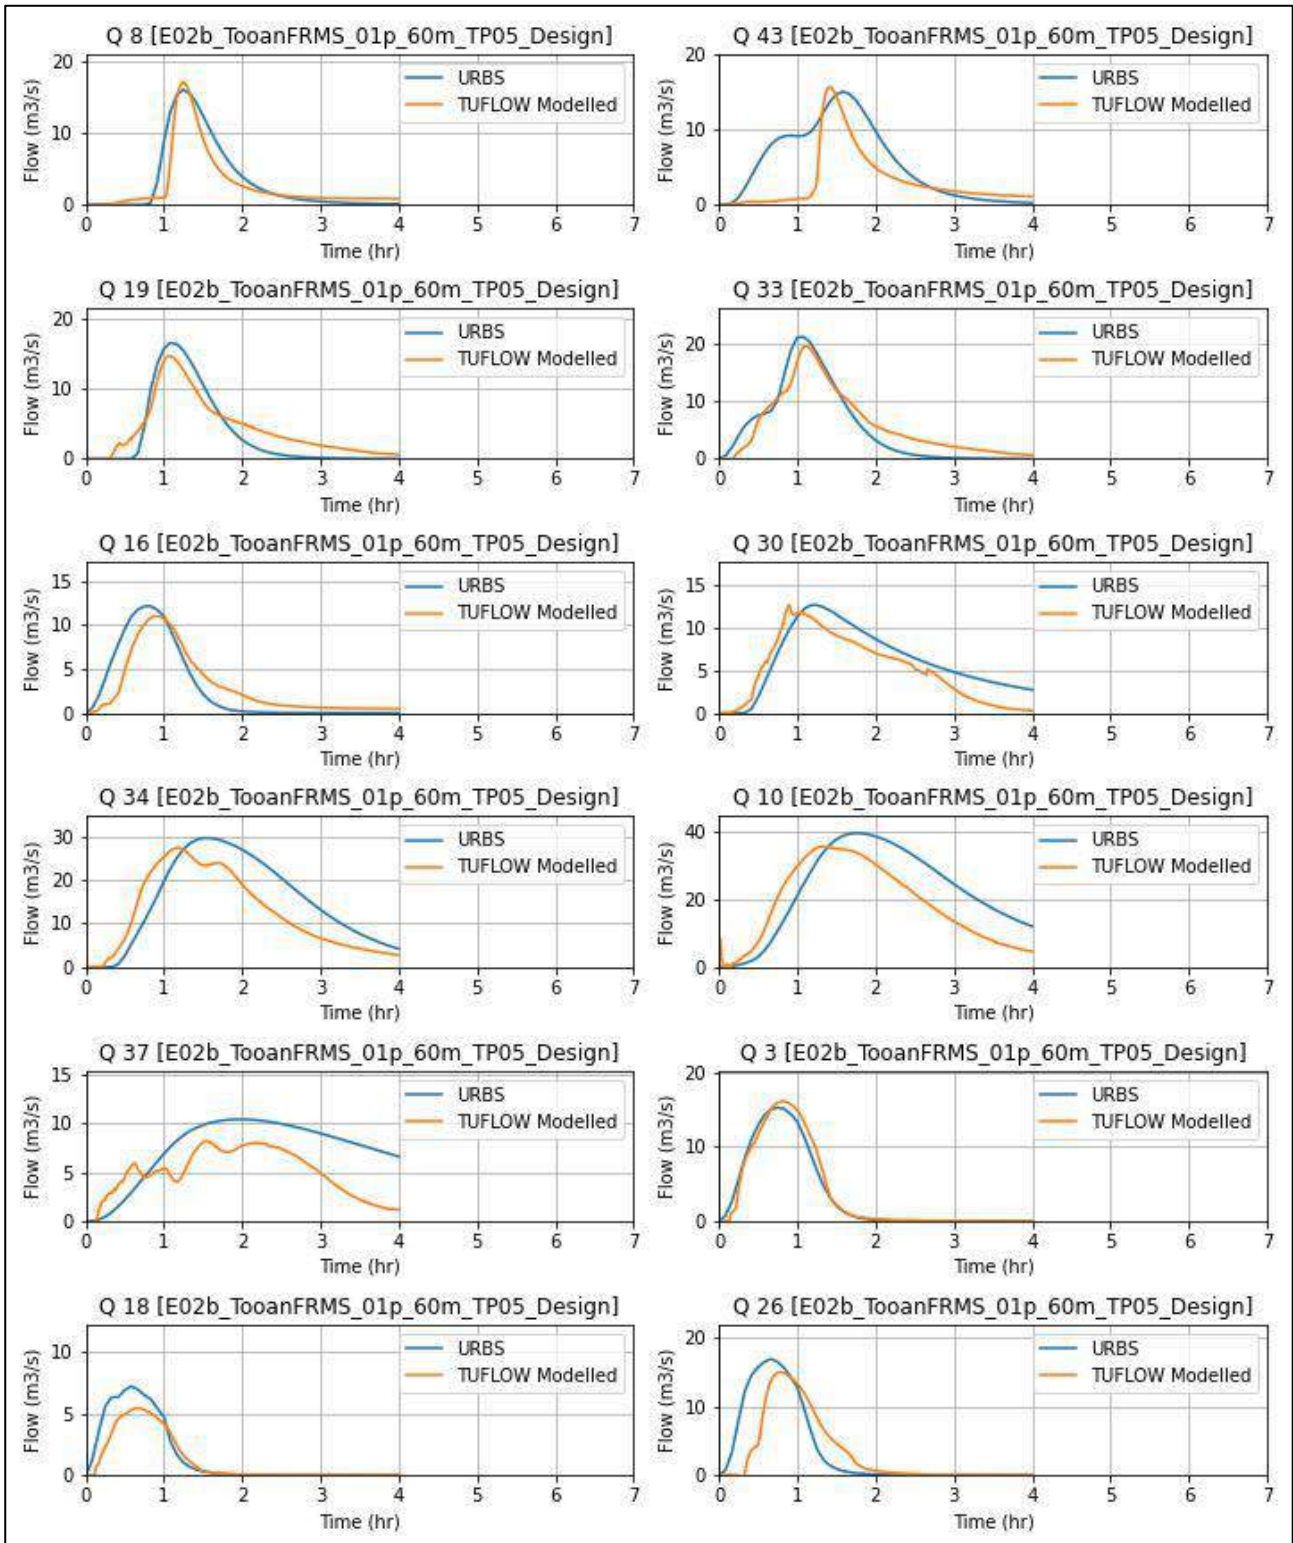 Q 8 [E02b_TooanFRMS_01p_60m_TP05_Design]
20
10
0
Flow (m3/s)
URBS
TUFLOW Modelled
0 1 2 3 4 5 6 7
Time (hr)
Q 43 [E02b_TooanFRMS_01p_60m_TP05_Design]
20
10
0
Flow (m3/s)
URBS
TUFLOW Modelled
0 1 2 3 4 5 6 7
Time (hr)
Q 19 [E02b_TooanFRMS_01p_60m_TP05_Design]
20
10
0
Flow (m3/s)
URBS
TUFLOW Modelled
0 1 2 3 4 5 6 7
Time (hr)
Q 33 [E02b_TooanFRMS_01p_60m_TP05_Design]
20
10
0
Flow (m3/s)
URBS
TUFLOW Modelled
0 1 2 3 4 5 6 7
Time (hr)
Q 16 [E02b_TooanFRMS_01p_60m_TP05_Design]
15
10
5
0
Flow (m3/s)
URBS
TUFLOW Modelled
0 1 2 3 4 5 6 7
Time (hr)
Q 30 [E02b_TooanFRMS_01p_60m_TP05_Design]
15
10
5
0
Flow (m3/s)
URBS
TUFLOW Modelled
0 1 2 3 4 5 6 7
Time (hr)
Q 34 [E02b_TooanFRMS_01p_60m_TP05_Design]
30
20
10
0
Flow (m3/s)
URBS
TUFLOW Modelled
0 1 2 3 4 5 6 7
Time (hr)
Q 10 [E02b_TooanFRMS_01p_60m_TP05_Design]
40
20
0
Flow (m3/s)
URBS
TUFLOW Modelled
0 1 2 3 4 5 6 7
Time (hr)
Q 37 [E02b_TooanFRMS_01p_60m_TP05_Design]
15
10
5
0
Flow (m3/s)
URBS
TUFLOW Modelled
0 1 2 3 4 5 6 7
Time (hr)
Q 3 [E02b_TooanFRMS_01p_60m_TP05_Design]
20
10
0
Flow (m3/s)
URBS
TUFLOW Modelled
0 1 2 3 4 5 6 7
Time (hr)
Q 18 [E02b_TooanFRMS_01p_60m_TP05_Design]
10
5
0
Flow (m3/s)
URBS
TUFLOW Modelled
0 1 2 3 4 5 6 7
Time (hr)
Q 26 [E02b_TooanFRMS_01p_60m_TP05_Design]
20
10
0
Flow (m3/s)
URBS
TUFLOW Modelled
0 1 2 3 4 5 6 7
Time (hr)